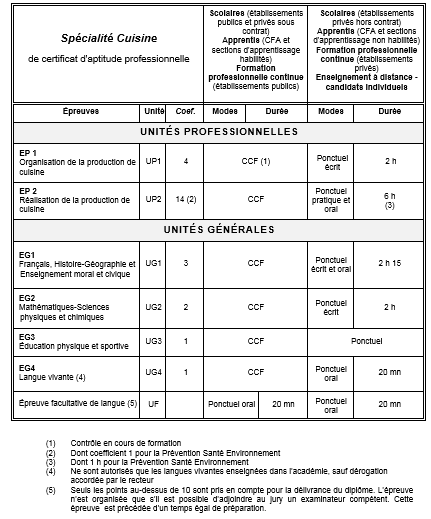 Spécialité Cuisine
de certificat d'aptitude professionnelle
Scolaires (établissements
publics et privés sous
contrat)
Apprentis (CFA et
sections d'apprentissage
habilités)
Formation
professionnelle continue
(établissements publics)
Scolaires (établissements
privés hors contrat)
Apprentis (CFA et sections
d'apprentissage non habilités)
Formation professionnelle
continue (établissements
privés)
Enseignement à distance -
candidats individuels
Épreuves Unité Coef. Modes Durée Modes Durée
UNITÉS PROFESSIONNELLES
EP 1
Organisation de la production de
cuisine
UP1 4 CCF (1) Ponctuel
écrit
2 h
EP 2
Réalisation de la production de
cuisine
UP2 14 (2) CCF Ponctuel
pratique et
oral
6 h
(3)
UNITÉS GÉNÉRALES
EG1
Français, Histoire-Géographie et
Enseignement moral et civique
UG1 3 CCF Ponctuel
écrit et oral
2 h 15
EG2
Mathématiques-Sciences
physiques et chimiques
UG2 2 CCF Ponctuel
écrit
2 h
EG3
Éducation physique et sportive
UG3 1 CCF Ponctuel
EG4
Langue vivante (4)
UG4 1 CCF Ponctuel
oral
20 mn
Épreuve facultative de langue (5) UF Ponctuel oral 20 mn Ponctuel
oral
20 mn
(1) Contrôle en cours de formation
(2) Dont coefficient 1 pour la Prévention Santé Environnement
(3) Dont 1 h pour la Prévention Santé Environnement
(4) Ne sont autorisés que les langues vivantes enseignées dans l'académie, sauf dérogation
accordée par le recteur
(5) Seuls les points au-dessus de 10 sont pris en compte pour la délivrance du diplôme. L'épreuve
n'est organisée que s'il est possible d'adjoindre au jury un examinateur compétent. Cette
épreuve est précédée d'un temps égal de préparation.